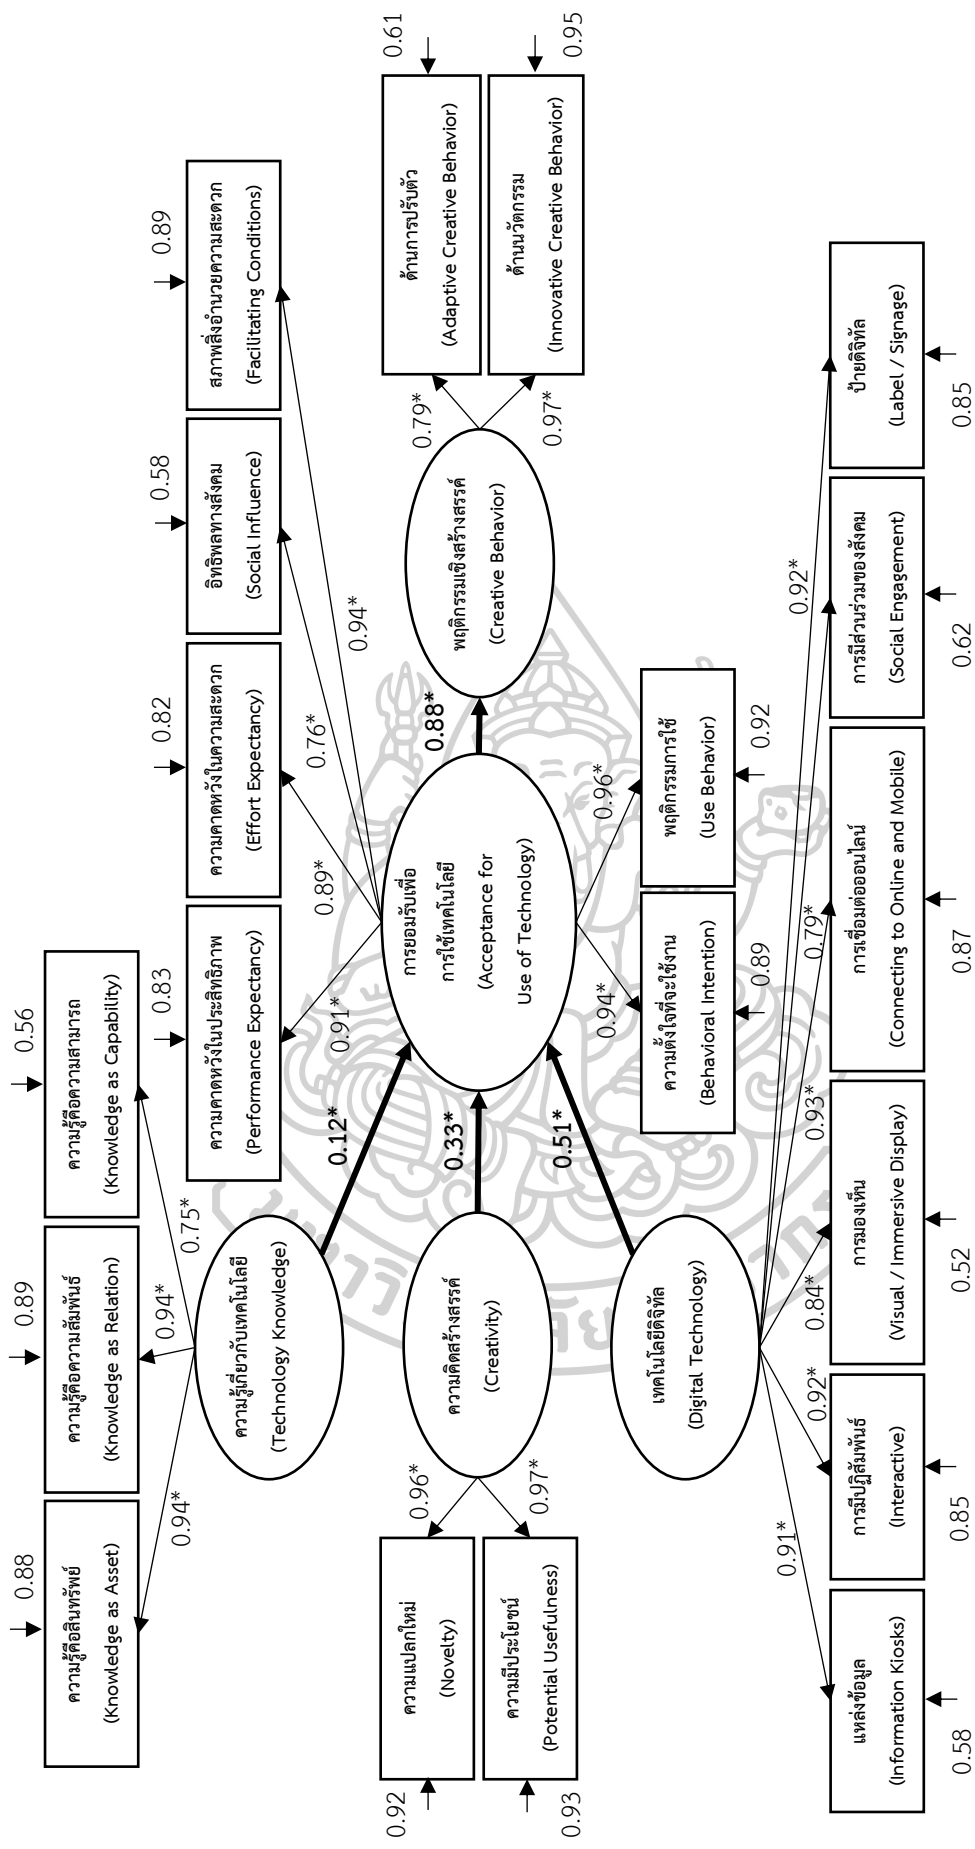 0.88
0.89
0.56
ความรู้คือสินทรัพย์
(Knowledge as Asset)
ความรู้คือความสัมพันธ์
(Knowledge as Relation)
ความรู้คือความสามารถ
(Knowledge as Capability)
0.94*
0.94*
0.75*
0.83
0.82
0.58
0.89
ความคาดหวังในประสิทธิภาพ
(Performance Expectancy)
ความคาดหวังในความสะดวก
(Effort Expectancy)
อิทธิพลทางสังคม
(Social Influence)
สภาพสิ่งอำนวยความสะดวก
(Facilitating Conditions)
0.91*
0.89*
0.76*
0.94*
ความรู้เกี่ยวกับเทคโนโลยี
(Technology Knowledge)
0.12*
0.92
ความแปลกใหม่
(Novelty)
0.96*
ความมีประโยชน์
(Potential Usefulness)
0.93
0.97*
ความคิดสร้างสรรค์
(Creativity)
0.33*
การยอมรับเพื่อ
การใช้เทคโนโลยี
(Acceptance for
Use of Technology)
0.88*
พฤติกรรมเชิงสร้างสรรค์
(Creative Behavior)
0.79*
0.97*
ด้านการปรับตัว
(Adaptive Creative Behavior)
0.61
ด้านนวัตกรรม
(Innovative Creative Behavior)
0.95
0.51*
เทคโนโลยีดิจิทัล
(Digital Technology)
0.94*
0.96*
ความตั้งใจที่จะใช้งาน
(Behavioral Intention)
พฤติกรรมการใช้
(Use Behavior)
0.89
0.92
0.91*
0.92*
0.84*
0.93*
0.79*
0.92*
แหล่งข้อมูล
(Information Kiosks)
การมีปฏิสัมพันธ์
(Interactive)
การมองเห็น
(Visual / Immersive Display)
การเชื่อมต่อออนไลน์
(Connecting to Online and Mobile)
การมีส่วนร่วมของสังคม
(Social Engagement)
ป้ายดิจิทัล
(Label / Signage)
0.58
0.85
0.52
0.87
0.62
0.85